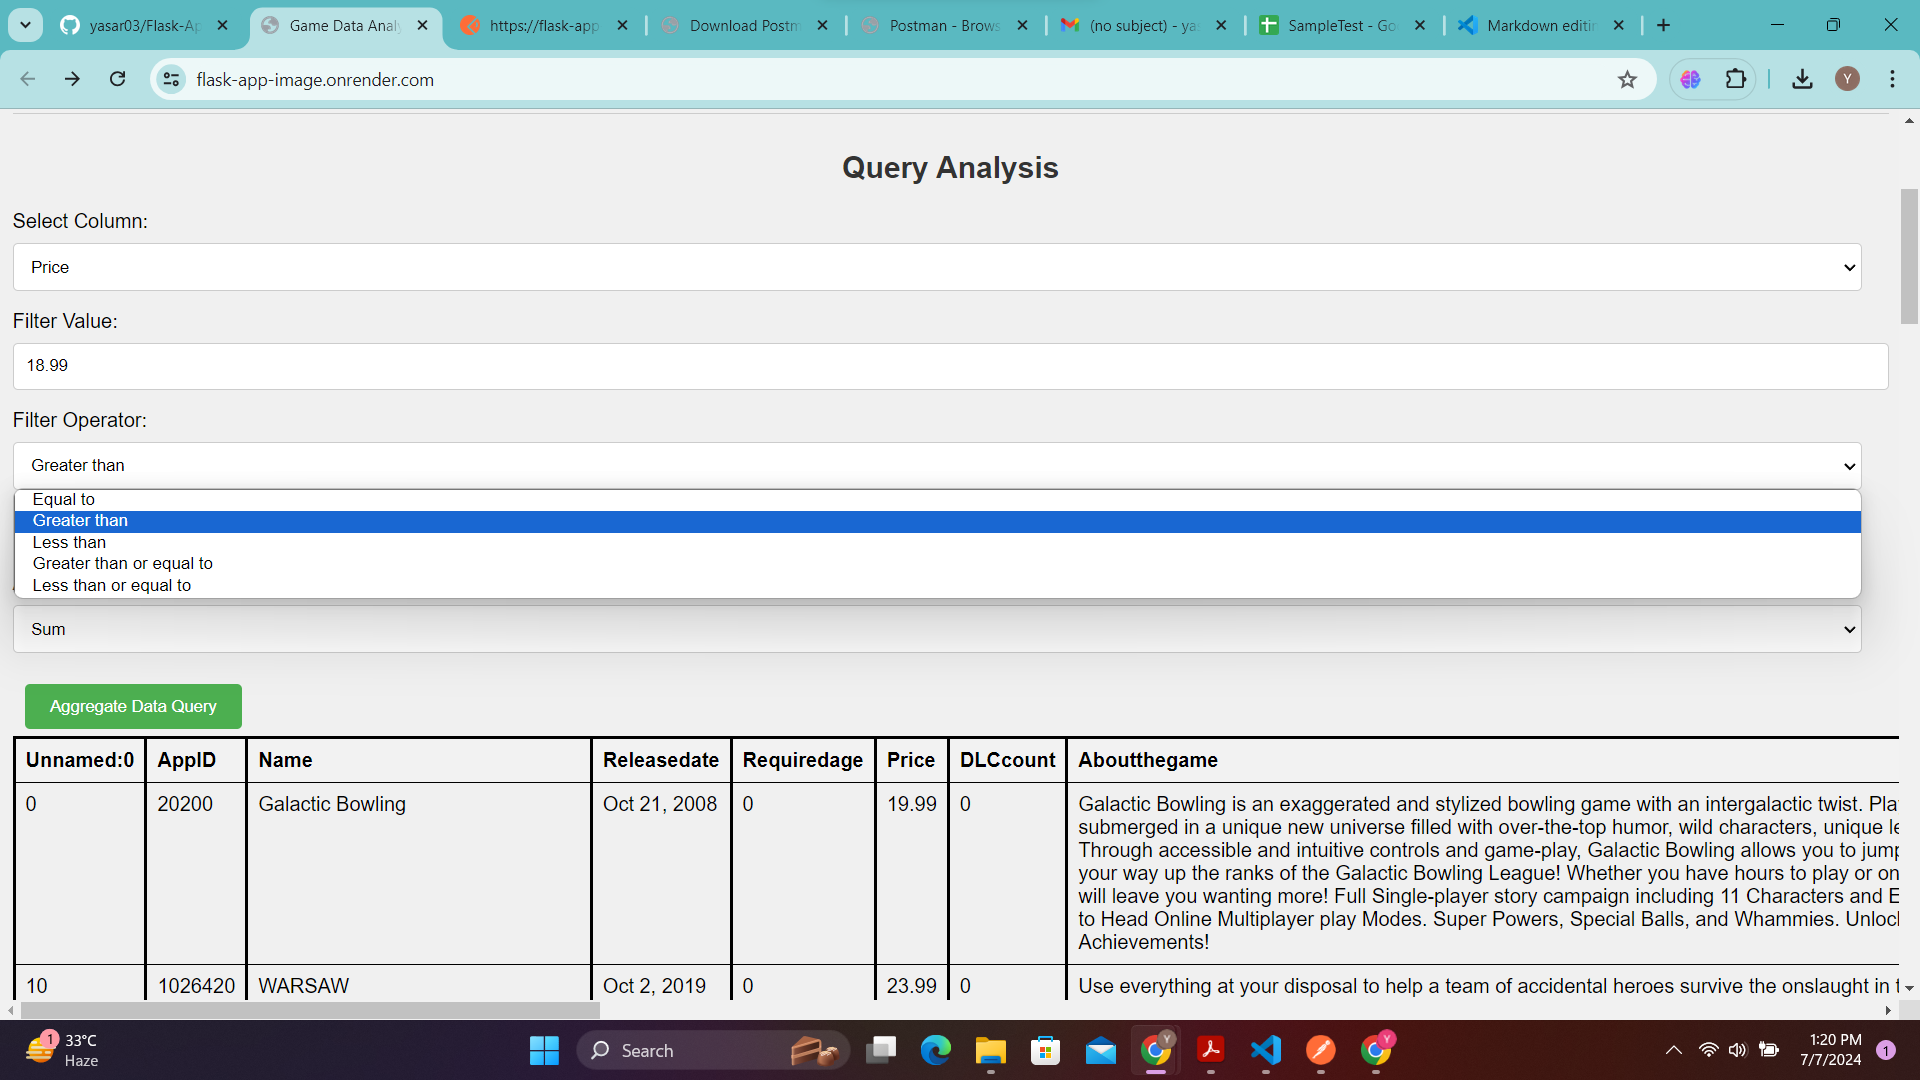 yasar03/Flask-Ap
Game Data Analy
https://flask-app
Download Postm
Postman - Brows
(no subject) - yas
SampleTest - Goo
Markdown editin
flask-app-image.onrender.com
Y
Query Analysis
Select Column:
Price
Filter Value:
18.99
Filter Operator:
Greater than
Equal to
Greater than
Less than
Greater than or equal to
Less than or equal to
Sum
Aggregate Data Query
Unnamed:0 AppID Name Releasedate Requiredage Price DLCcount Aboutthegame
0 20200 Galactic Bowling Oct 21, 2008 0 19.99 0 Galactic Bowling is an exaggerated and stylized bowling game with an intergalactic twist. Pla
submerged in a unique new universe filled with over-the-top humor, wild characters, unique le
Through accessible and intuitive controls and game-play, Galactic Bowling allows you to jump
your way up the ranks of the Galactic Bowling League! Whether you have hours to play or on
will leave you wanting more! Full Single-player story campaign including 11 Characters and E
to Head Online Multiplayer play Modes. Super Powers, Special Balls, and Whammies. Unloc
Achievements!
10 1026420 WARSAW Oct 2, 2019 0 23.99 0 Use everything at your disposal to help a team of accidental heroes survive the onslaught in t
1
33°C
Haze
Search
Y
Y
1:20 PM
7/7/2024
1